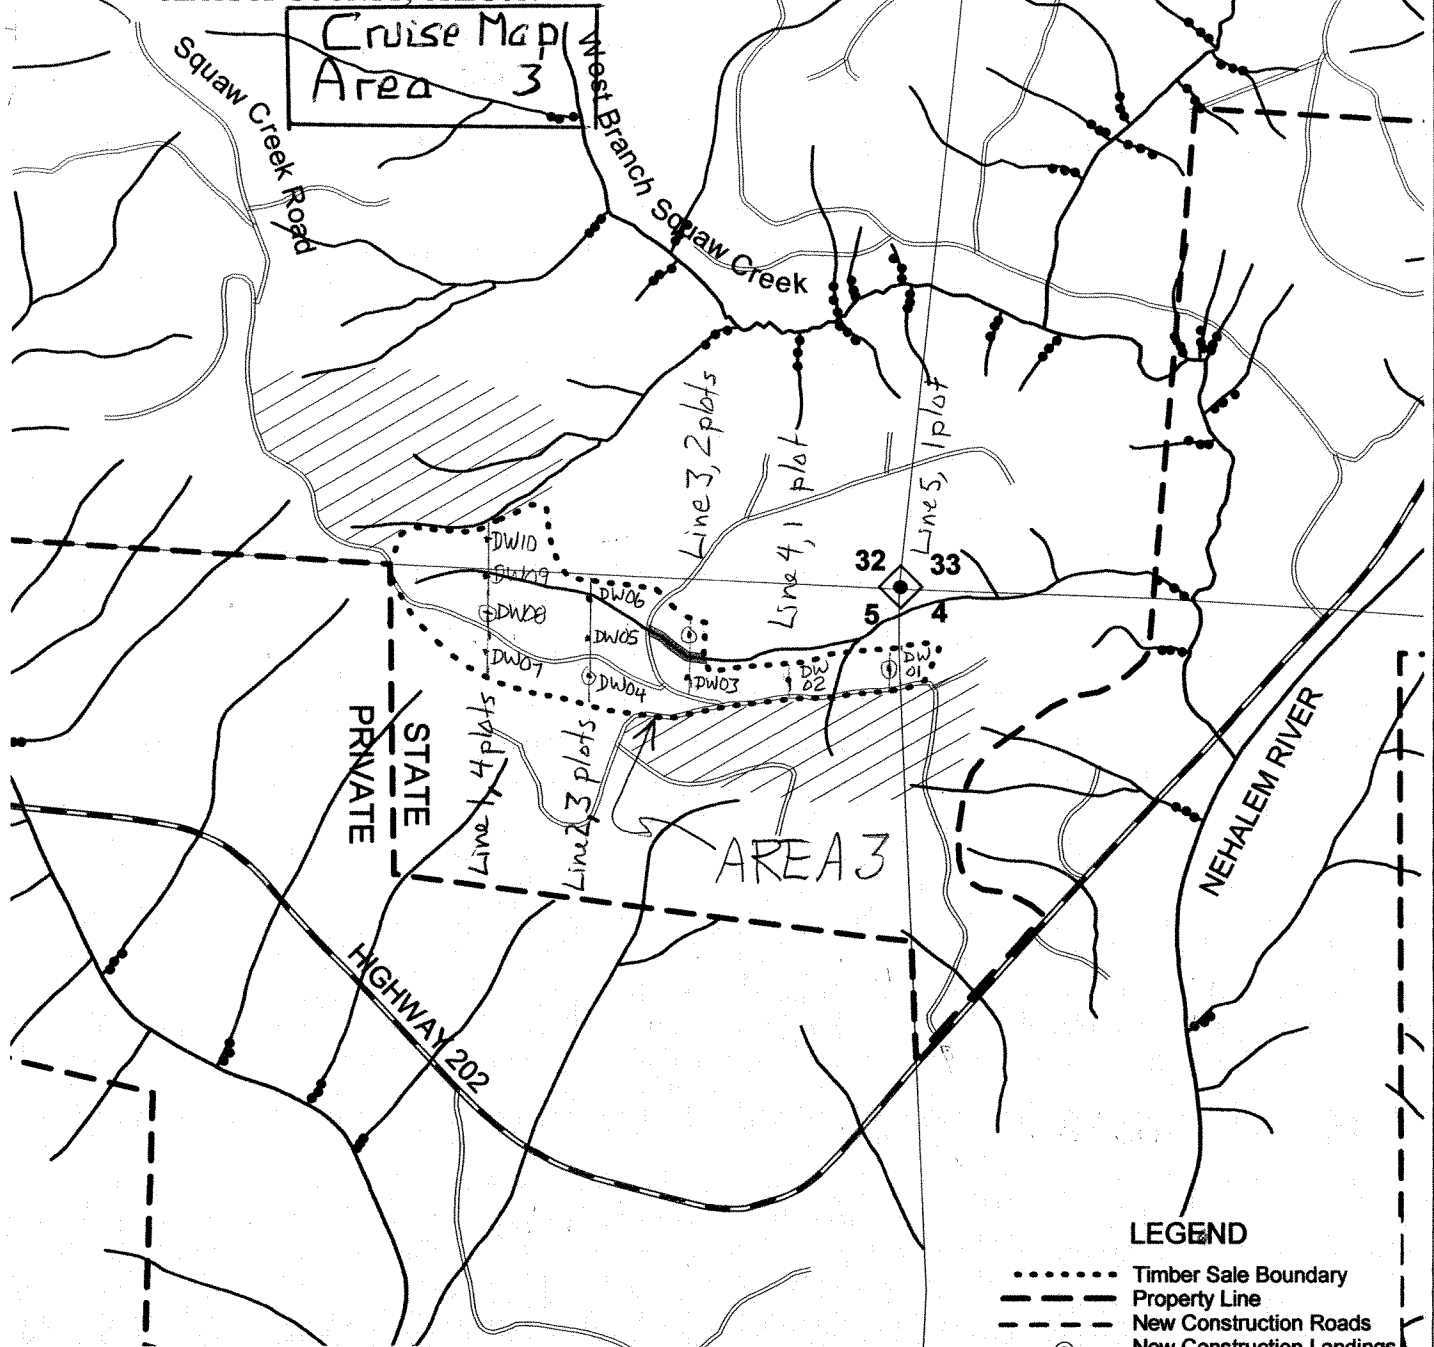 Cruise Map
Area 3
Squaw Creek Road
West Branch Squaw Creek
Line 3, 2 plots
Line 4, 1 plot
Line 5, 1 plot
32 33
5 4
DW10
DW09
DW08
DW07
DW06
DW05
DW04
DW03
DW
02
DW
01
STATE
PRIVATE
Line 1, 4 plots
Line 2, 3 plots
AREA 3
NEHALEM RIVER
HIGHWAY 202
LEGEND
Timber Sale Boundary
Property Line
New Construction Roads
New Construction Landings